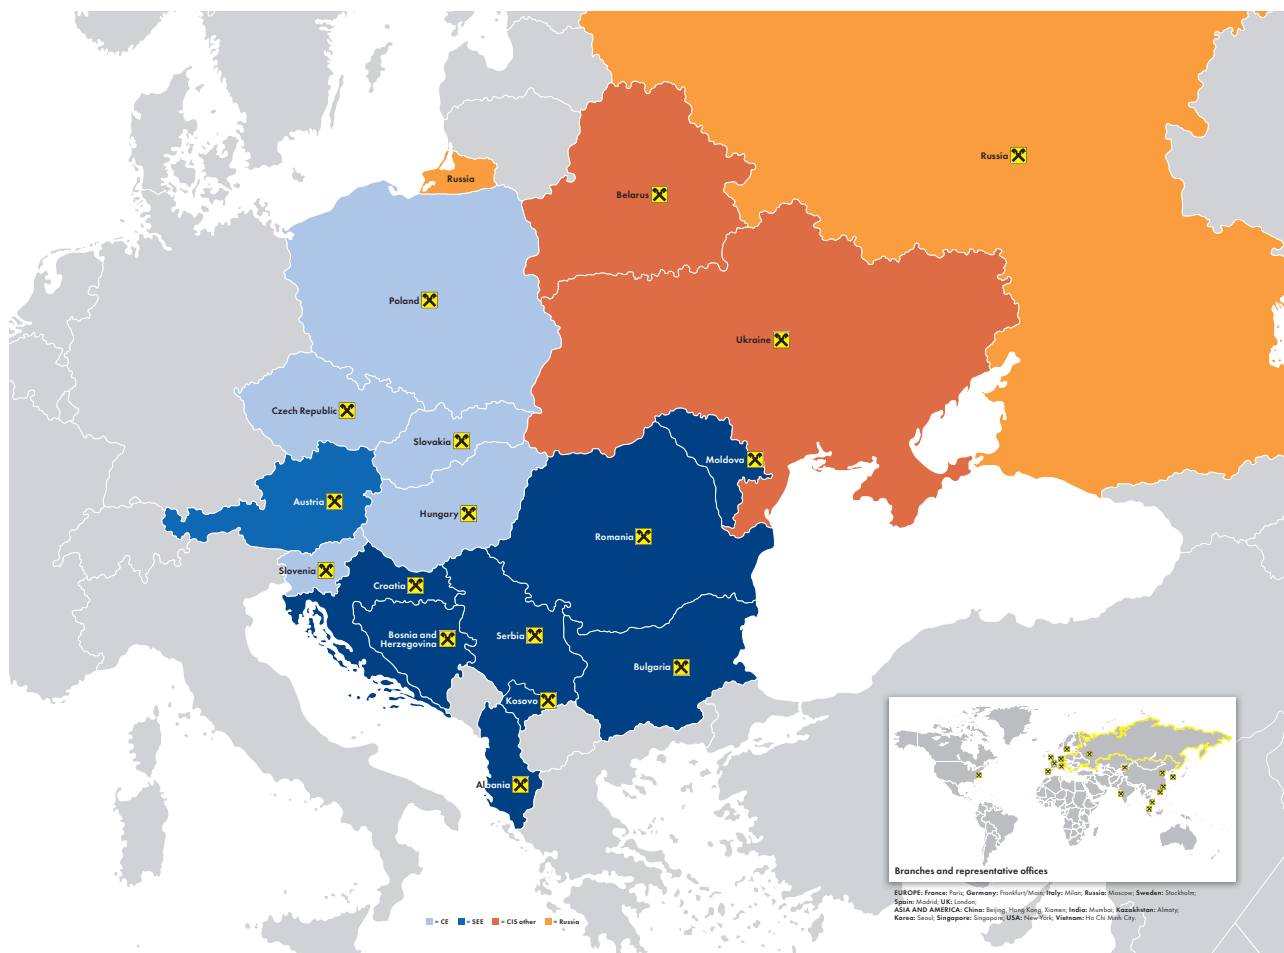 Russia
Russia
Belarus
Poland
Ukraine
Czech Republic
Slovakia
Moldova
Austria
Hungary
Romania
Slovenia
Croatia
Bosnia and
Herzegovina
Serbia
Bulgaria
Kosovo
Albania
Branches and representative offices
EUROPE: France: Paris; Germany: Frankfurt/Main; Italy: Milan; Russia: Moscow; Sweden: Stockholm;
Spain: Madrid; UK: London;
ASIA AND AMERICA: China: Beijing, Hong Kong, Xiamen; India: Mumbai; Kazakhstan: Almaty;
Korea: Seoul; Singapore: Singapore; USA: New York; Vietnam: Ho Chi Minh City.
= CE = SEE = CIS other = Russia